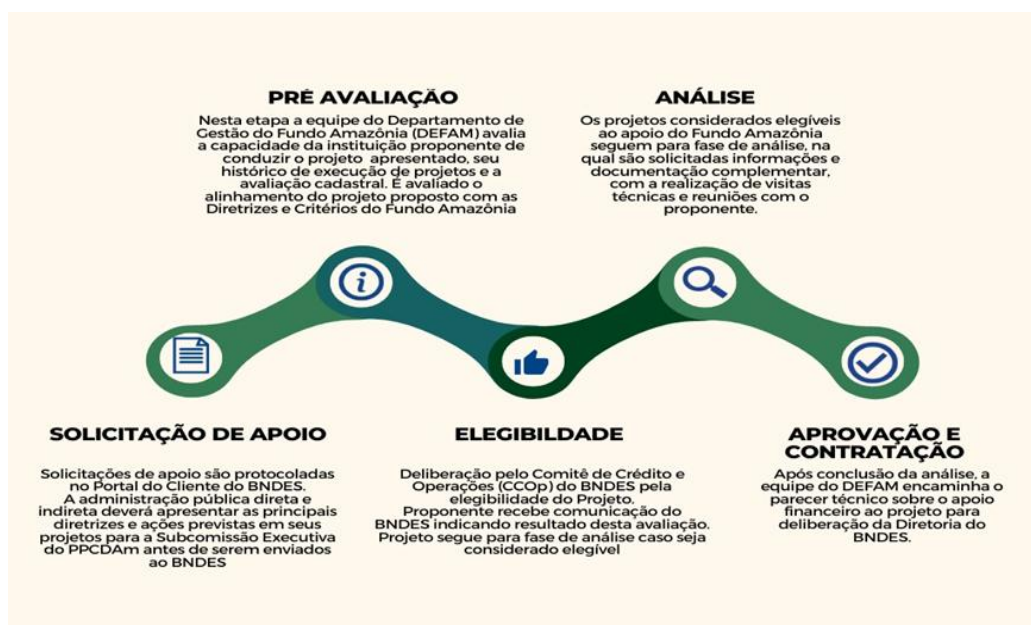 PRÉ AVALIAÇÃO
Nesta etapa a equipe do Departamento de
Gestão do Fundo Amazônia (DEFAM) avalia
a capacidade da instituição proponente de
conduzir o projeto apresentado, seu
histórico de execução de projetos e a
avaliação cadastral. É avaliado o
alinhamento do projeto proposto com as
Diretrizes e Critérios do Fundo Amazônia
ANÁLISE
Os projetos considerados elegíveis
ao apoio do Fundo Amazônia
seguem para fase de análise, na
qual são solicitadas informações e
documentação complementar,
com a realização de visitas
técnicas e reuniões com o
proponente.
SOLICITAÇÃO DE APOIO
Solicitações de apoio são protocoladas
no Portal do Cliente do BNDES.
A administração pública direta e
indireta deverá apresentar as principais
diretrizes e ações previstas em seus
projetos para a Subcomissão Executiva
do PPCDAm antes de serem enviados
ao BNDES
ELEGIBILDADE
Deliberação pelo Comitê de Crédito e
Operações (CCOp) do BNDES pela
elegibilidade do Projeto.
Proponente recebe comunicação do
BNDES indicando resultado desta avaliação.
Projeto segue para fase de análise caso seja
considerado elegível
APROVAÇÃO E
CONTRATAÇÃO
Após conclusão da análise, a
equipe do DEFAM encaminha o
parecer técnico sobre o apoio
financeiro ao projeto para
deliberação da Diretoria do
BNDES.